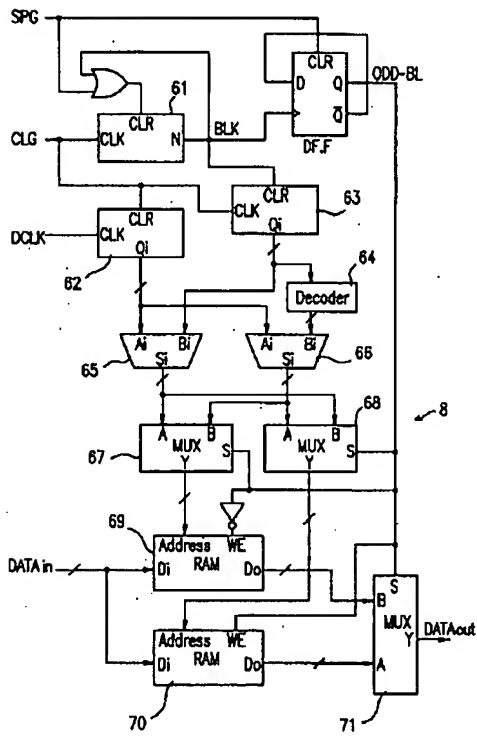 SPG
CLR
D Q ODD-BL
Q
DF.F
61
CLR
CLG CLK N BLK
CLR
CLK 63
Qi
CLR
DCLK CLK
Qi
62
64
Decoder
Ai Bi Ai Bi
65 Si Si 66
68
8
A B A B
67 MUX S MUX S
Y Y
69
Address WE
DATAin Di RAM Do
S
B
MUX
Y DATAout
Address WE
RAM
Di Do A
70 71